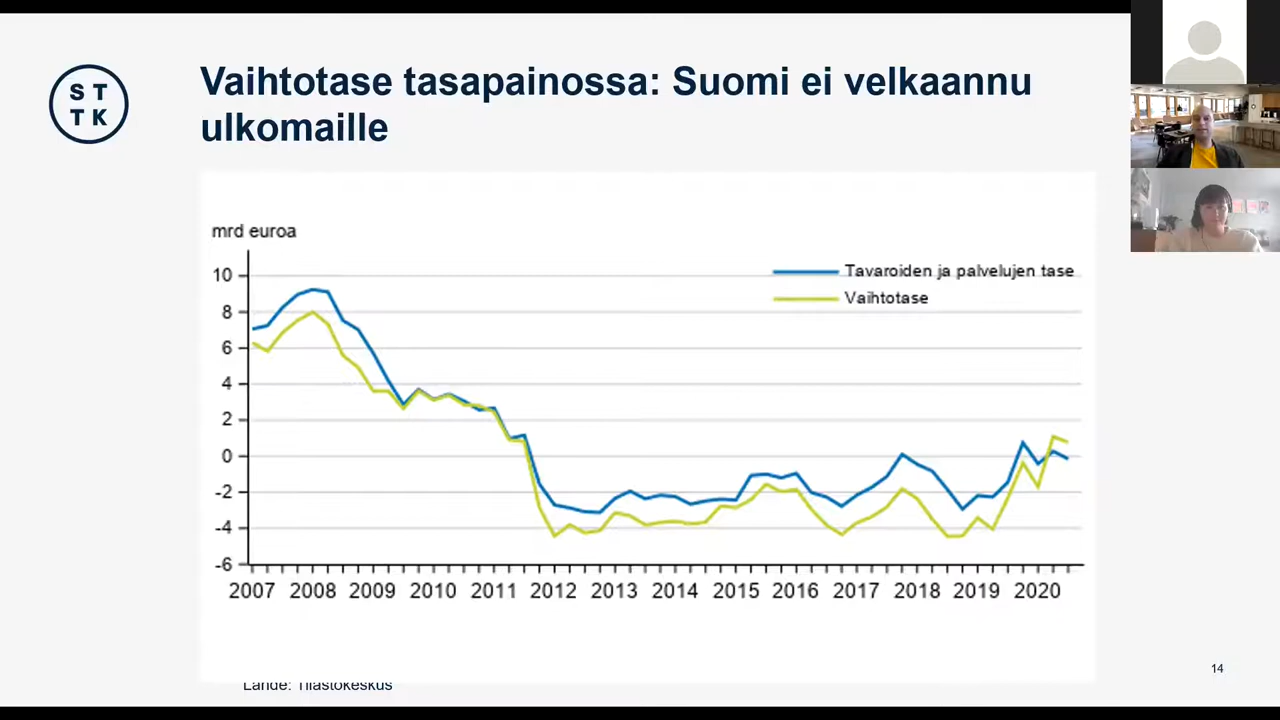 S T
T K
Vaihtotase tasapainossa: Suomi ei velkaannu
ulkomaille
mrd euroa
Tavaroiden ja palvelujen tase
Vaihtotase
10
8
6
4
2
0
-2
-4
-6
2007 2008 2009 2010 2011 2012 2013 2014 2015 2016 2017 2018 2019 2020
Lähde: Tilastokeskus
14